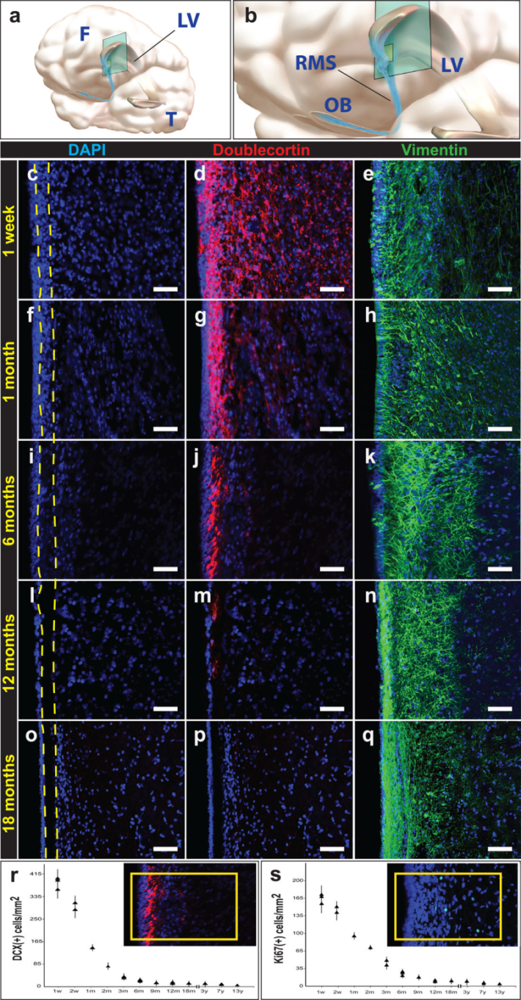 a
F
LV
T
b
RMS
LV
OB
DAPI
Doublecortin
Vimentin
1 week
c
d
e
1 month
f
g
h
6 months
i
j
k
12 months
l
m
n
18 months
o
p
q
r
DCX(+) cells/mm2
415
335
250
165
85
0
1w 2w 1m 2m 3m 6m 9m 12m 18m 3y 7y 13y
s
Ki67(+) cells/mm2
200
165
135
100
65
35
0
1w 2w 1m 2m 3m 6m 9m 12m 18m 3y 7y 13y